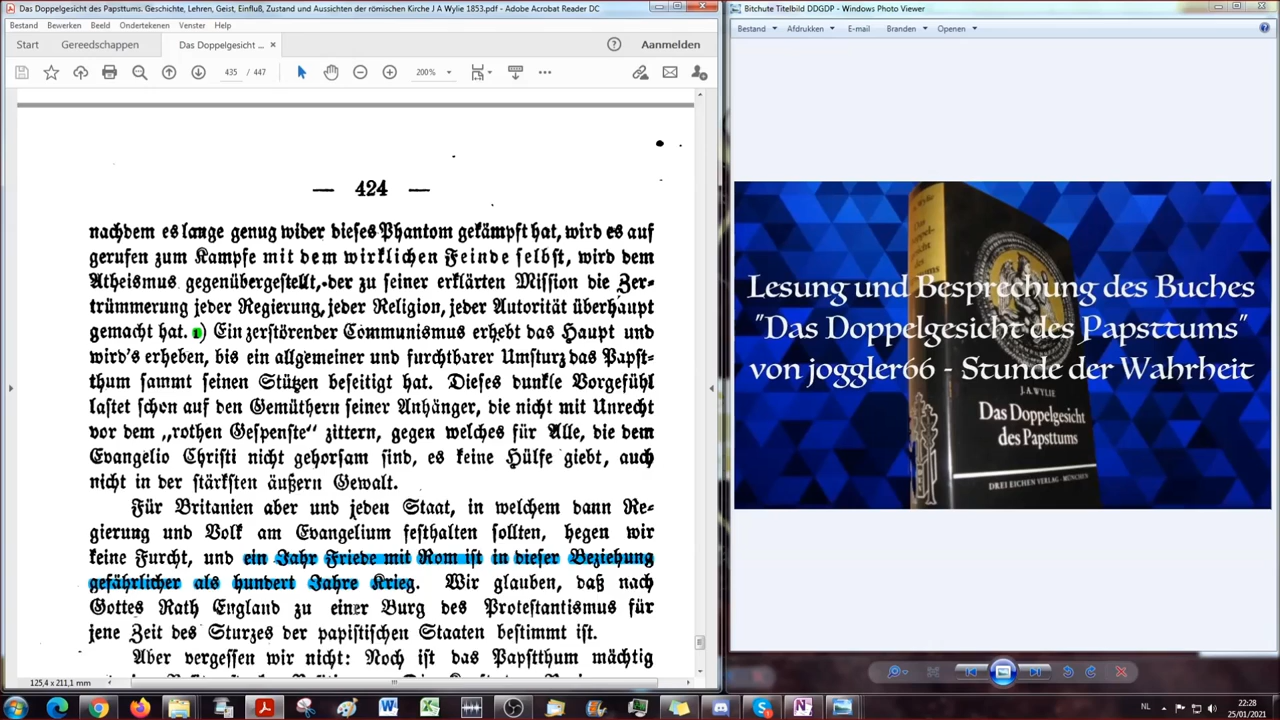 Das Doppelgesicht des Papsttums. Geschichte, Lehren, Geist, Einfluß, Zustand und Aussichten der römischen Kirche J A Wylie 1853.pdf - Adobe Acrobat Reader DC
Bestand Bewerken Beeld Ondertekenen Venster Help
Start Gereedschappen Das Doppelgesicht ... × Aanmelden
435 / 447 200%
— 424 —
nachdem es lange genug wider dieses Phantom gekämpft hat, wird es auf
gerufen zum Kampfe mit dem wirklichen Feinde selbst, wird dem
Atheismus gegenübergestellt, der zu seiner erklärten Mission die Zer-
trümmerung jeder Regierung, jeder Religion, jeder Autorität überhaupt
gemacht hat. 1) Ein zerstörender Communismus erhebt das Haupt und
wird's erheben, bis ein allgemeiner und furchtbarer Umsturz das Papst-
thum sammt seinen Stützen beseitigt hat. Dieses dunkle Vorgefühl
lastet schon auf den Gemüthern seiner Anhänger, die nicht mit Unrecht
vor dem „rothen Gespenste“ zittern, gegen welches für Alle, die dem
Evangelio Christi nicht gehorsam sind, es keine Hülfe giebt, auch
nicht in der stärksten äußern Gewalt.
Für Britanien aber und jeden Staat, in welchem dann Re-
gierung und Volk am Evangelium festhalten sollten, hegen wir
keine Furcht, und ein Jahr Friede mit Rom ist in dieser Beziehung
gefährlicher als hundert Jahre Krieg. Wir glauben, daß nach
Gottes Rath England zu einer Burg des Protestantismus für
jene Zeit des Sturzes der papistischen Staaten bestimmt ist.
Aber vergessen wir nicht: Noch ist das Papstthum mächtig
125,4 x 211,1 mm
Bitchute Titelbild DDGDP - Windows Photo Viewer
Bestand Afdrukken E-mail Branden Openen
Lesung und Besprechung des Buches
"Das Doppelgesicht des Papsttums"
von joggler66 - Stunde der Wahrheit
J.A.WYLIE
Das Doppelgesicht
des Papsttums
DREI EICHEN VERLAG · MÜNCHEN
NL 22:28
25/01/2021